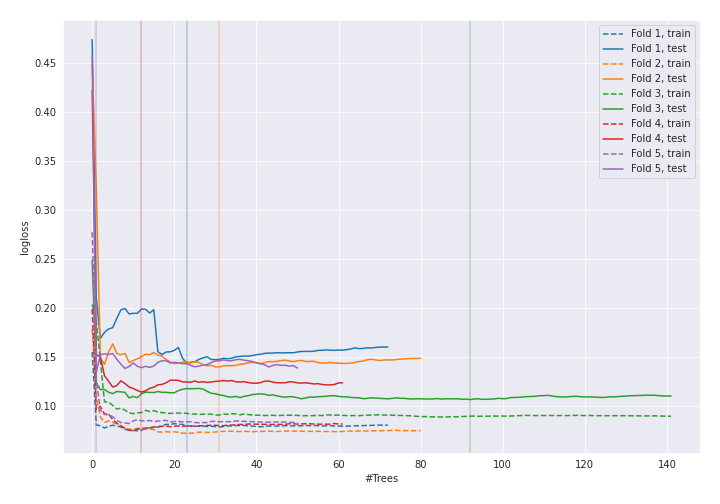 0.45
0.40
0.35
0.30
0.25
0.20
0.15
0.10
logloss
0 20 40 60 80 100 120 140
#Trees
Fold 1, train
Fold 1, test
Fold 2, train
Fold 2, test
Fold 3, train
Fold 3, test
Fold 4, train
Fold 4, test
Fold 5, train
Fold 5, test